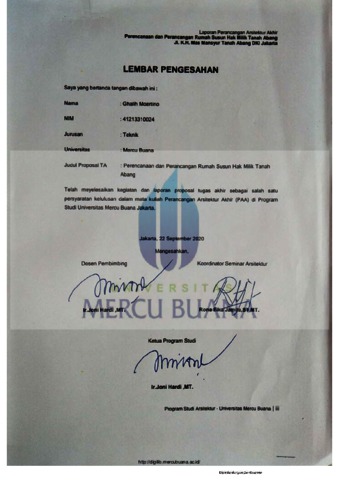 Laporan Perancangan Arsitektur Akhir
Perencanaan dan Perancangan Rumah Susun Hak Milik Tanah Abang
Jl. K.H. Mas Mansyur Tanah Abang DKI Jakarta
LEMBAR PENGESAHAN
Saya yang bertanda tangan dibawah ini :
Nama : Ghalih
NIM : 41213310024
Jurusan : Teknik
Universitas : Mercu Buana
Judul Proposal TA : Perencanaan dan Perancangan Rumah Susun Hak Milik Tanah
Abang
Telah menyelesaikan kegiatan dan laporan proposal tugas akhir sebagai salah satu
persyaratan kelulusan dalam mata kuliah Perancangan Arsitektur Akhir (PAA) di Program
Studi Universitas Mercu Buana Jakarta.
Jakarta, 22 September 2020
Mengesahkan,
Dosen Pembimbing Koordinator Seminar Arsitektur
UNIVERSITAS
MERCU BUANA
Ir.Joni Hardi ,MT.
Ketua Program Studi
Ir.Joni Hardi ,MT.
Program Studi Arsitektur - Universitas Mercu Buana | iii
http://digilib.mercubuana.ac.id/